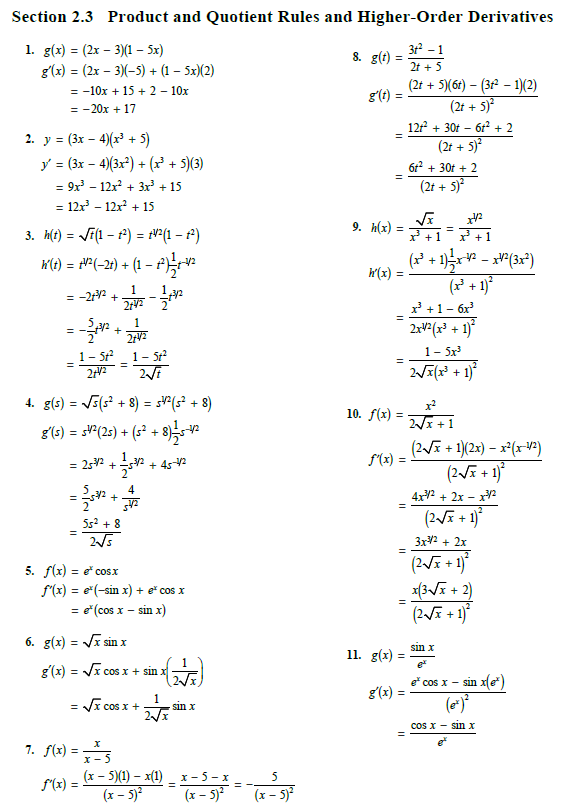 Section 2.3 Product and Quotient Rules and Higher-Order Derivatives
1. g(x) = (2x − 3)(1 − 5x)
g′(x) = (2x − 3)(−5) + (1 − 5x)(2)
= −10x + 15 + 2 − 10x
= −20x + 17
2. y = (3x − 4)(x³ + 5)
y′ = (3x − 4)(3x²) + (x³ + 5)(3)
= 9x³ − 12x² + 3x³ + 15
= 12x³ − 12x² + 15
3. h(t) = √t(1 − t²) = t^(1/2)(1 − t²)
h′(t) = t^(1/2)(−2t) + (1 − t²)(1/2)t^(−1/2)
= −2t^(3/2) + 1/(2t^(1/2)) − (1/2)t^(3/2)
= −(5/2)t^(3/2) + 1/(2t^(1/2))
= (1 − 5t²)/(2t^(1/2)) = (1 − 5t²)/(2√t)
4. g(s) = √s(s² + 8) = s^(1/2)(s² + 8)
g′(s) = s^(1/2)(2s) + (s² + 8)(1/2)s^(−1/2)
= 2s^(3/2) + (1/2)s^(3/2) + 4s^(−1/2)
= (5/2)s^(3/2) + 4/s^(1/2)
= (5s² + 8)/(2√s)
5. f(x) = eˣ cos x
f′(x) = eˣ(−sin x) + eˣ cos x
= eˣ(cos x − sin x)
6. g(x) = √x sin x
g′(x) = √x cos x + sin x(1/(2√x))
= √x cos x + 1/(2√x) sin x
7. f(x) = x/(x − 5)
f′(x) = ((x − 5)(1) − x(1))/(x − 5)² = (x − 5 − x)/(x − 5)² = −5/(x − 5)²
8. g(t) = (3t² − 1)/(2t + 5)
g′(t) = ((2t + 5)(6t) − (3t² − 1)(2))/(2t + 5)²
= (12t² + 30t − 6t² + 2)/(2t + 5)²
= (6t² + 30t + 2)/(2t + 5)²
9. h(x) = √x/(x³ + 1) = x^(1/2)/(x³ + 1)
h′(x) = ((x³ + 1)(1/2)x^(−1/2) − x^(1/2)(3x²))/(x³ + 1)²
= (x³ + 1 − 6x³)/(2x^(1/2)(x³ + 1)²)
= (1 − 5x³)/(2√x(x³ + 1)²)
10. f(x) = x²/(2√x + 1)
f′(x) = ((2√x + 1)(2x) − x²(x^(−1/2)))/(2√x + 1)²
= (4x^(3/2) + 2x − x^(3/2))/(2√x + 1)²
= (3x^(3/2) + 2x)/(2√x + 1)²
= x(3√x + 2)/(2√x + 1)²
11. g(x) = sin x/eˣ
g′(x) = (eˣ cos x − sin x(eˣ))/(eˣ)²
= (cos x − sin x)/eˣ